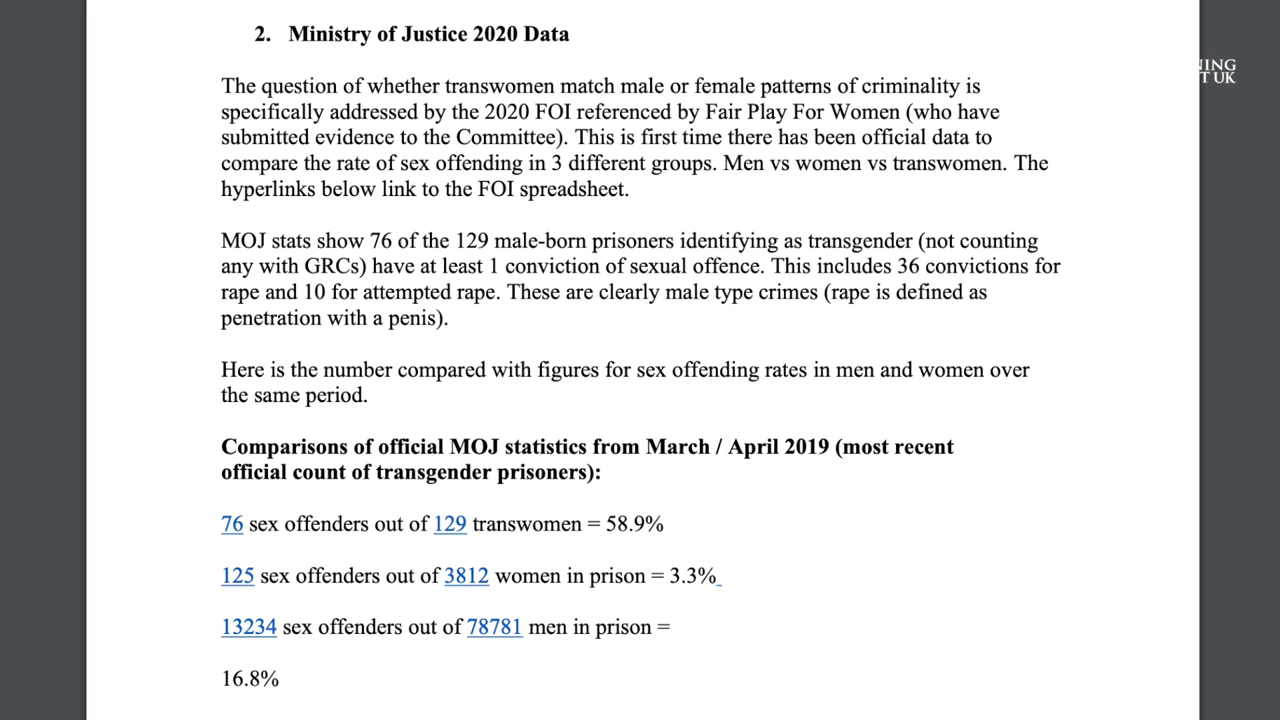 2. Ministry of Justice 2020 Data
The question of whether transwomen match male or female patterns of criminality is
specifically addressed by the 2020 FOI referenced by Fair Play For Women (who have
submitted evidence to the Committee). This is first time there has been official data to
compare the rate of sex offending in 3 different groups. Men vs women vs transwomen. The
hyperlinks below link to the FOI spreadsheet.
MOJ stats show 76 of the 129 male-born prisoners identifying as transgender (not counting
any with GRCs) have at least 1 conviction of sexual offence. This includes 36 convictions for
rape and 10 for attempted rape. These are clearly male type crimes (rape is defined as
penetration with a penis).
Here is the number compared with figures for sex offending rates in men and women over
the same period.
Comparisons of official MOJ statistics from March / April 2019 (most recent
official count of transgender prisoners):
76 sex offenders out of 129 transwomen = 58.9%
125 sex offenders out of 3812 women in prison = 3.3%
13234 sex offenders out of 78781 men in prison =
16.8%
UK